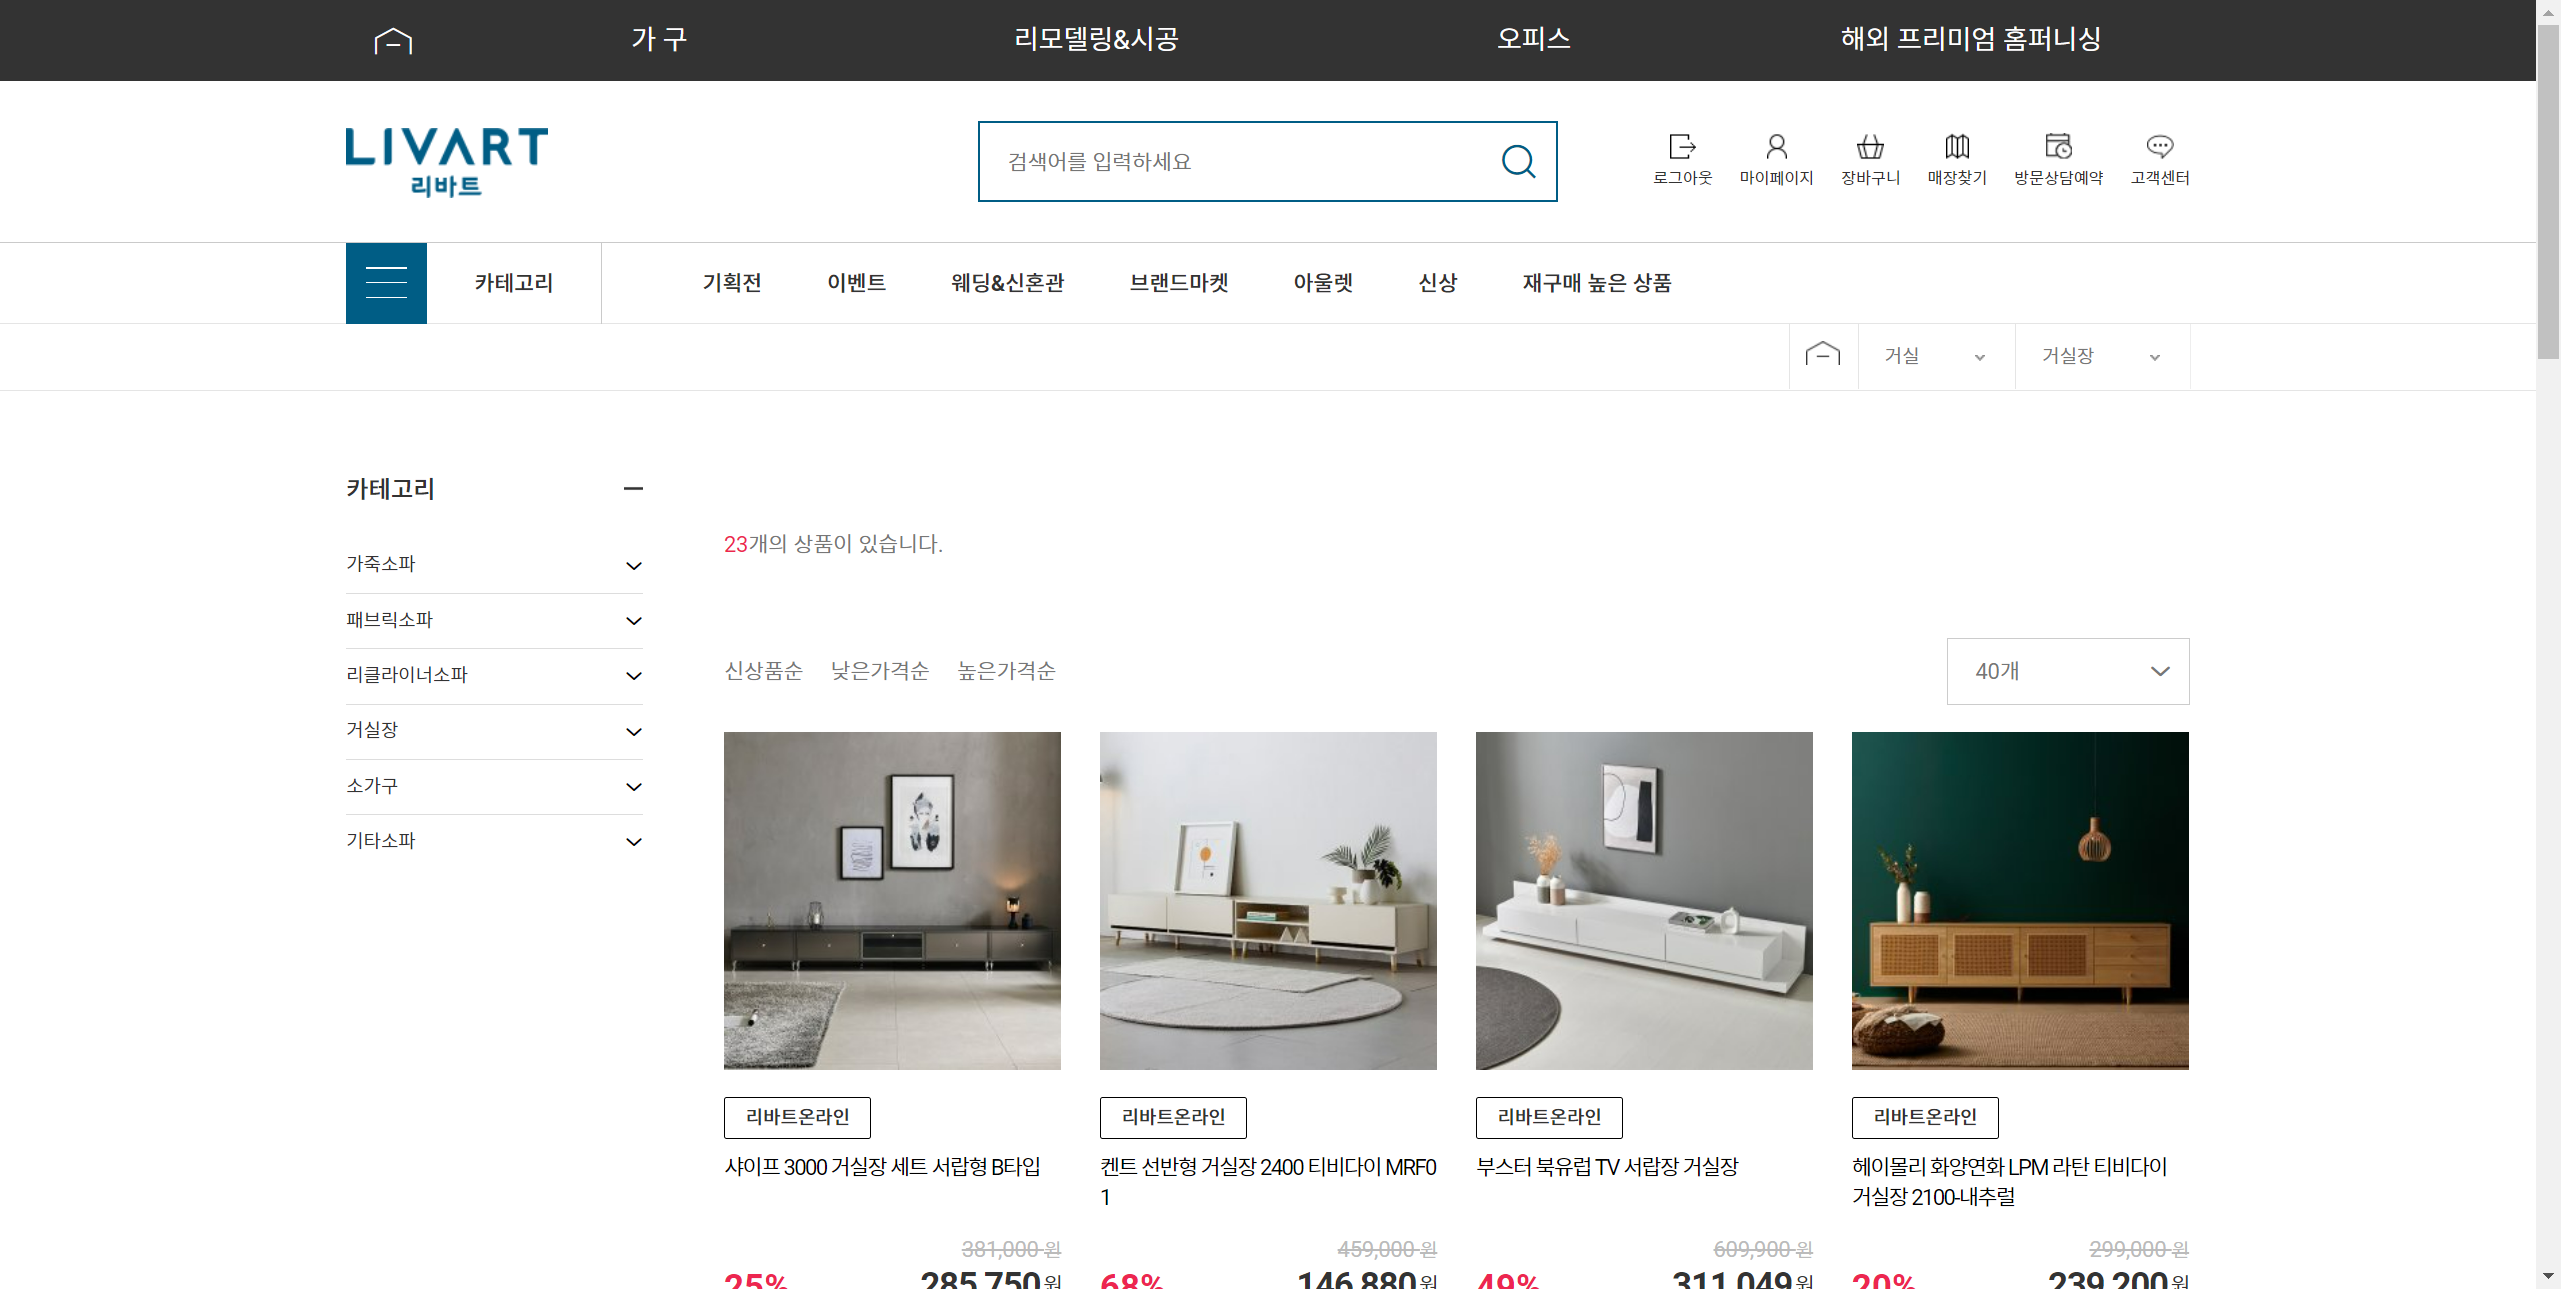 가 구
리모델링&시공
오피스
해외 프리미엄 홈퍼니싱
LIVART
리바트
검색어를 입력하세요
로그아웃
마이페이지
장바구니
매장찾기
방문상담예약
고객센터
카테고리
기획전
이벤트
웨딩&신혼관
브랜드마켓
아울렛
신상
재구매 높은 상품
거실
거실장
카테고리
가죽소파
패브릭소파
리클라이너소파
거실장
소가구
기타소파
23개의 상품이 있습니다.
신상품순
낮은가격순
높은가격순
40개
리바트온라인
샤이프 3000 거실장 세트 서랍형 B타입
381,000 원
25%
285,750 원
리바트온라인
켄트 선반형 거실장 2400 티비다이 MRF0
1
459,000 원
68%
146,880 원
리바트온라인
부스터 북유럽 TV 서랍장 거실장
609,900 원
49%
311,049 원
리바트온라인
헤이몰리 화양연화 LPM 라탄 티비다이
거실장 2100-내추럴
299,000 원
20%
239,200 원